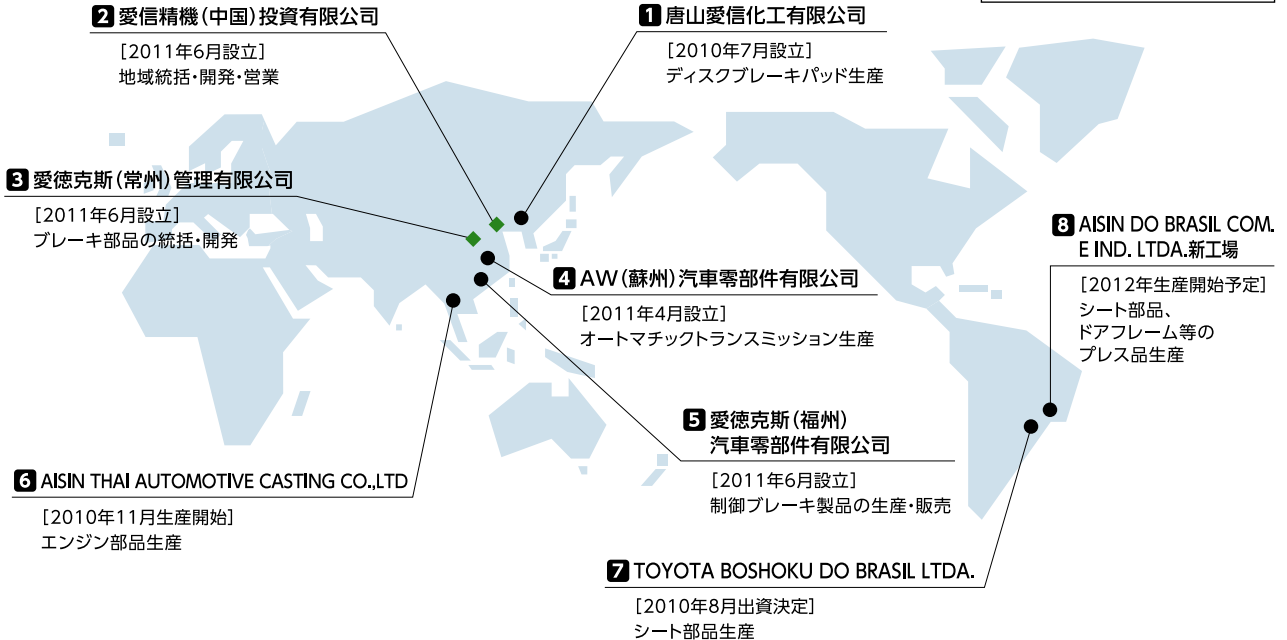 2 愛信精機(中国)投資有限公司
[2011年6月設立]
地域統括・開発・営業
1 唐山愛信化工有限公司
[2010年7月設立]
ディスクブレーキパッド生産
3 愛徳克斯(常州)管理有限公司
[2011年6月設立]
ブレーキ部品の統括・開発
4 AW(蘇州)汽車零部件有限公司
[2011年4月設立]
オートマチックトランスミッション生産
8 AISIN DO BRASIL COM.
E IND. LTDA.新工場
[2012年生産開始予定]
シート部品、
ドアフレーム等の
プレス品生産
5 愛徳克斯(福州)
汽車零部件有限公司
[2011年6月設立]
制御ブレーキ製品の生産・販売
6 AISIN THAI AUTOMOTIVE CASTING CO.,LTD
[2010年11月生産開始]
エンジン部品生産
7 TOYOTA BOSHOKU DO BRASIL LTDA.
[2010年8月出資決定]
シート部品生産